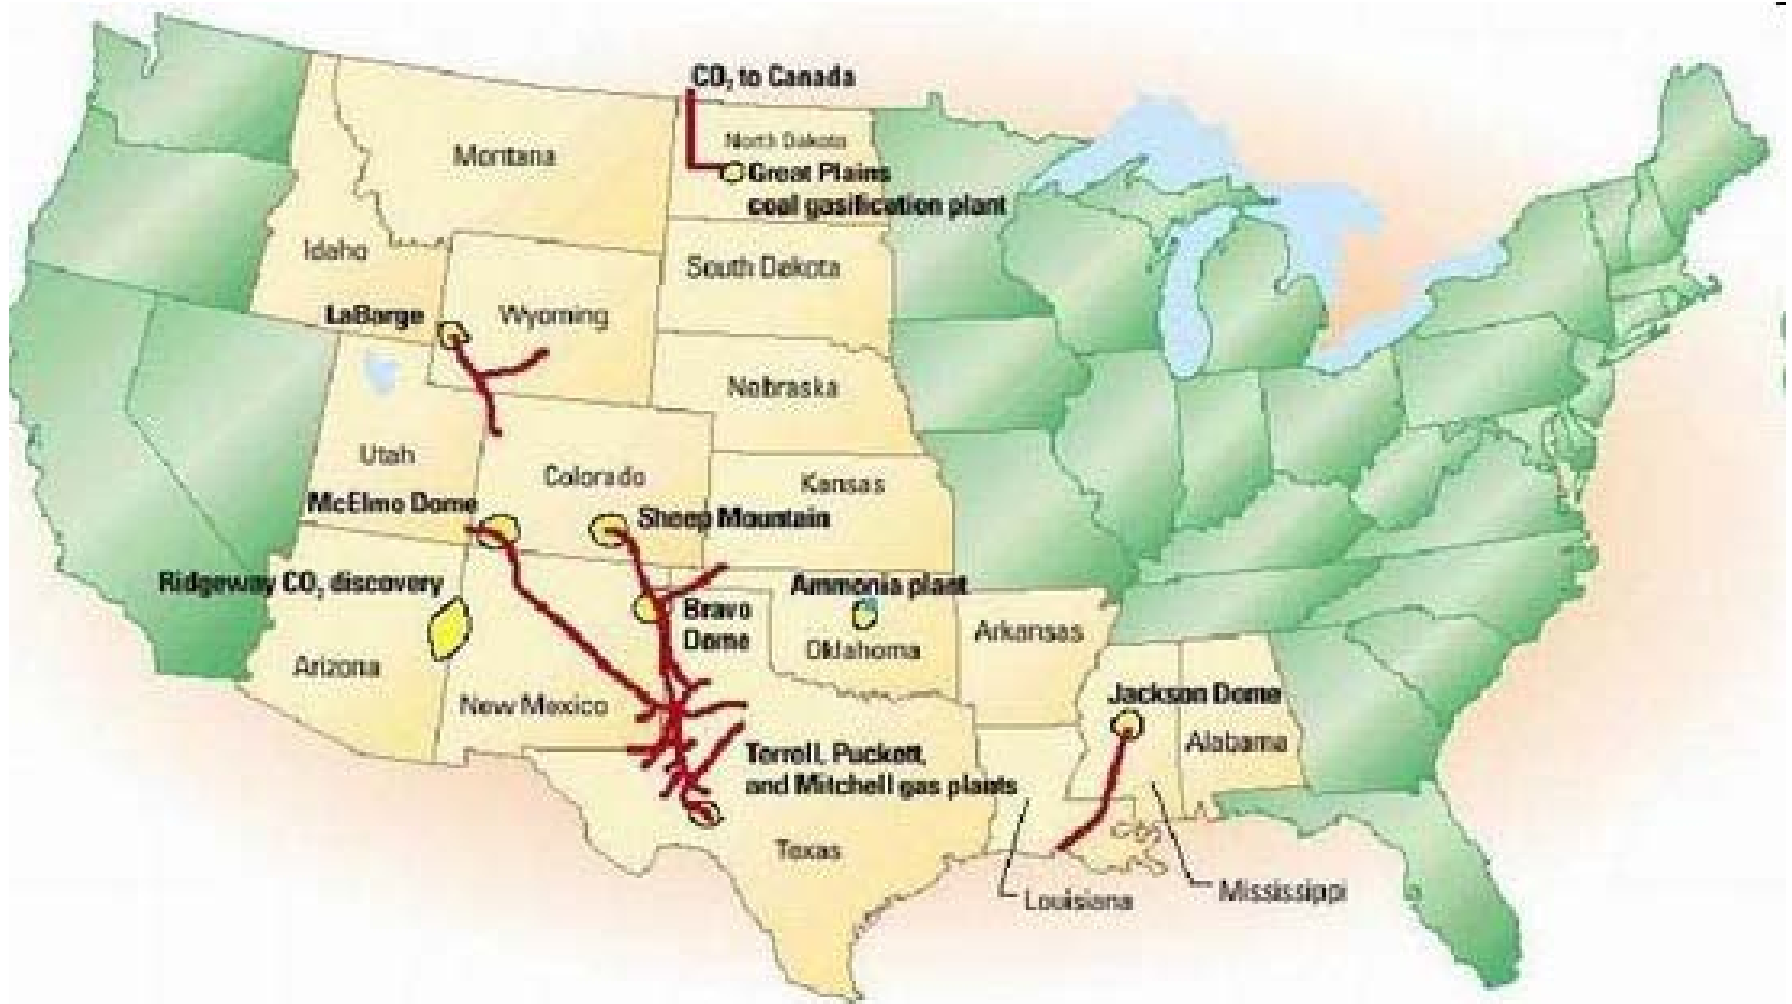 CO, to Canada
North Dakota
Montana
Great Plains
coal gasification plant
Idaho
South Dakota
LaBarge
Wyoming
Nebraska
Utah
Colorado
Kansas
McElmo Dome
Sheep Mountain
Ridgeway CO, discovery
Ammonia plant
Bravo
Dome
Oklahoma
Arkansas
Arizona
New Mexico
Jackson Dome
Alabama
Terrell, Puckett,
and Mitchell gas plants
Texas
Louisiana
Mississippi